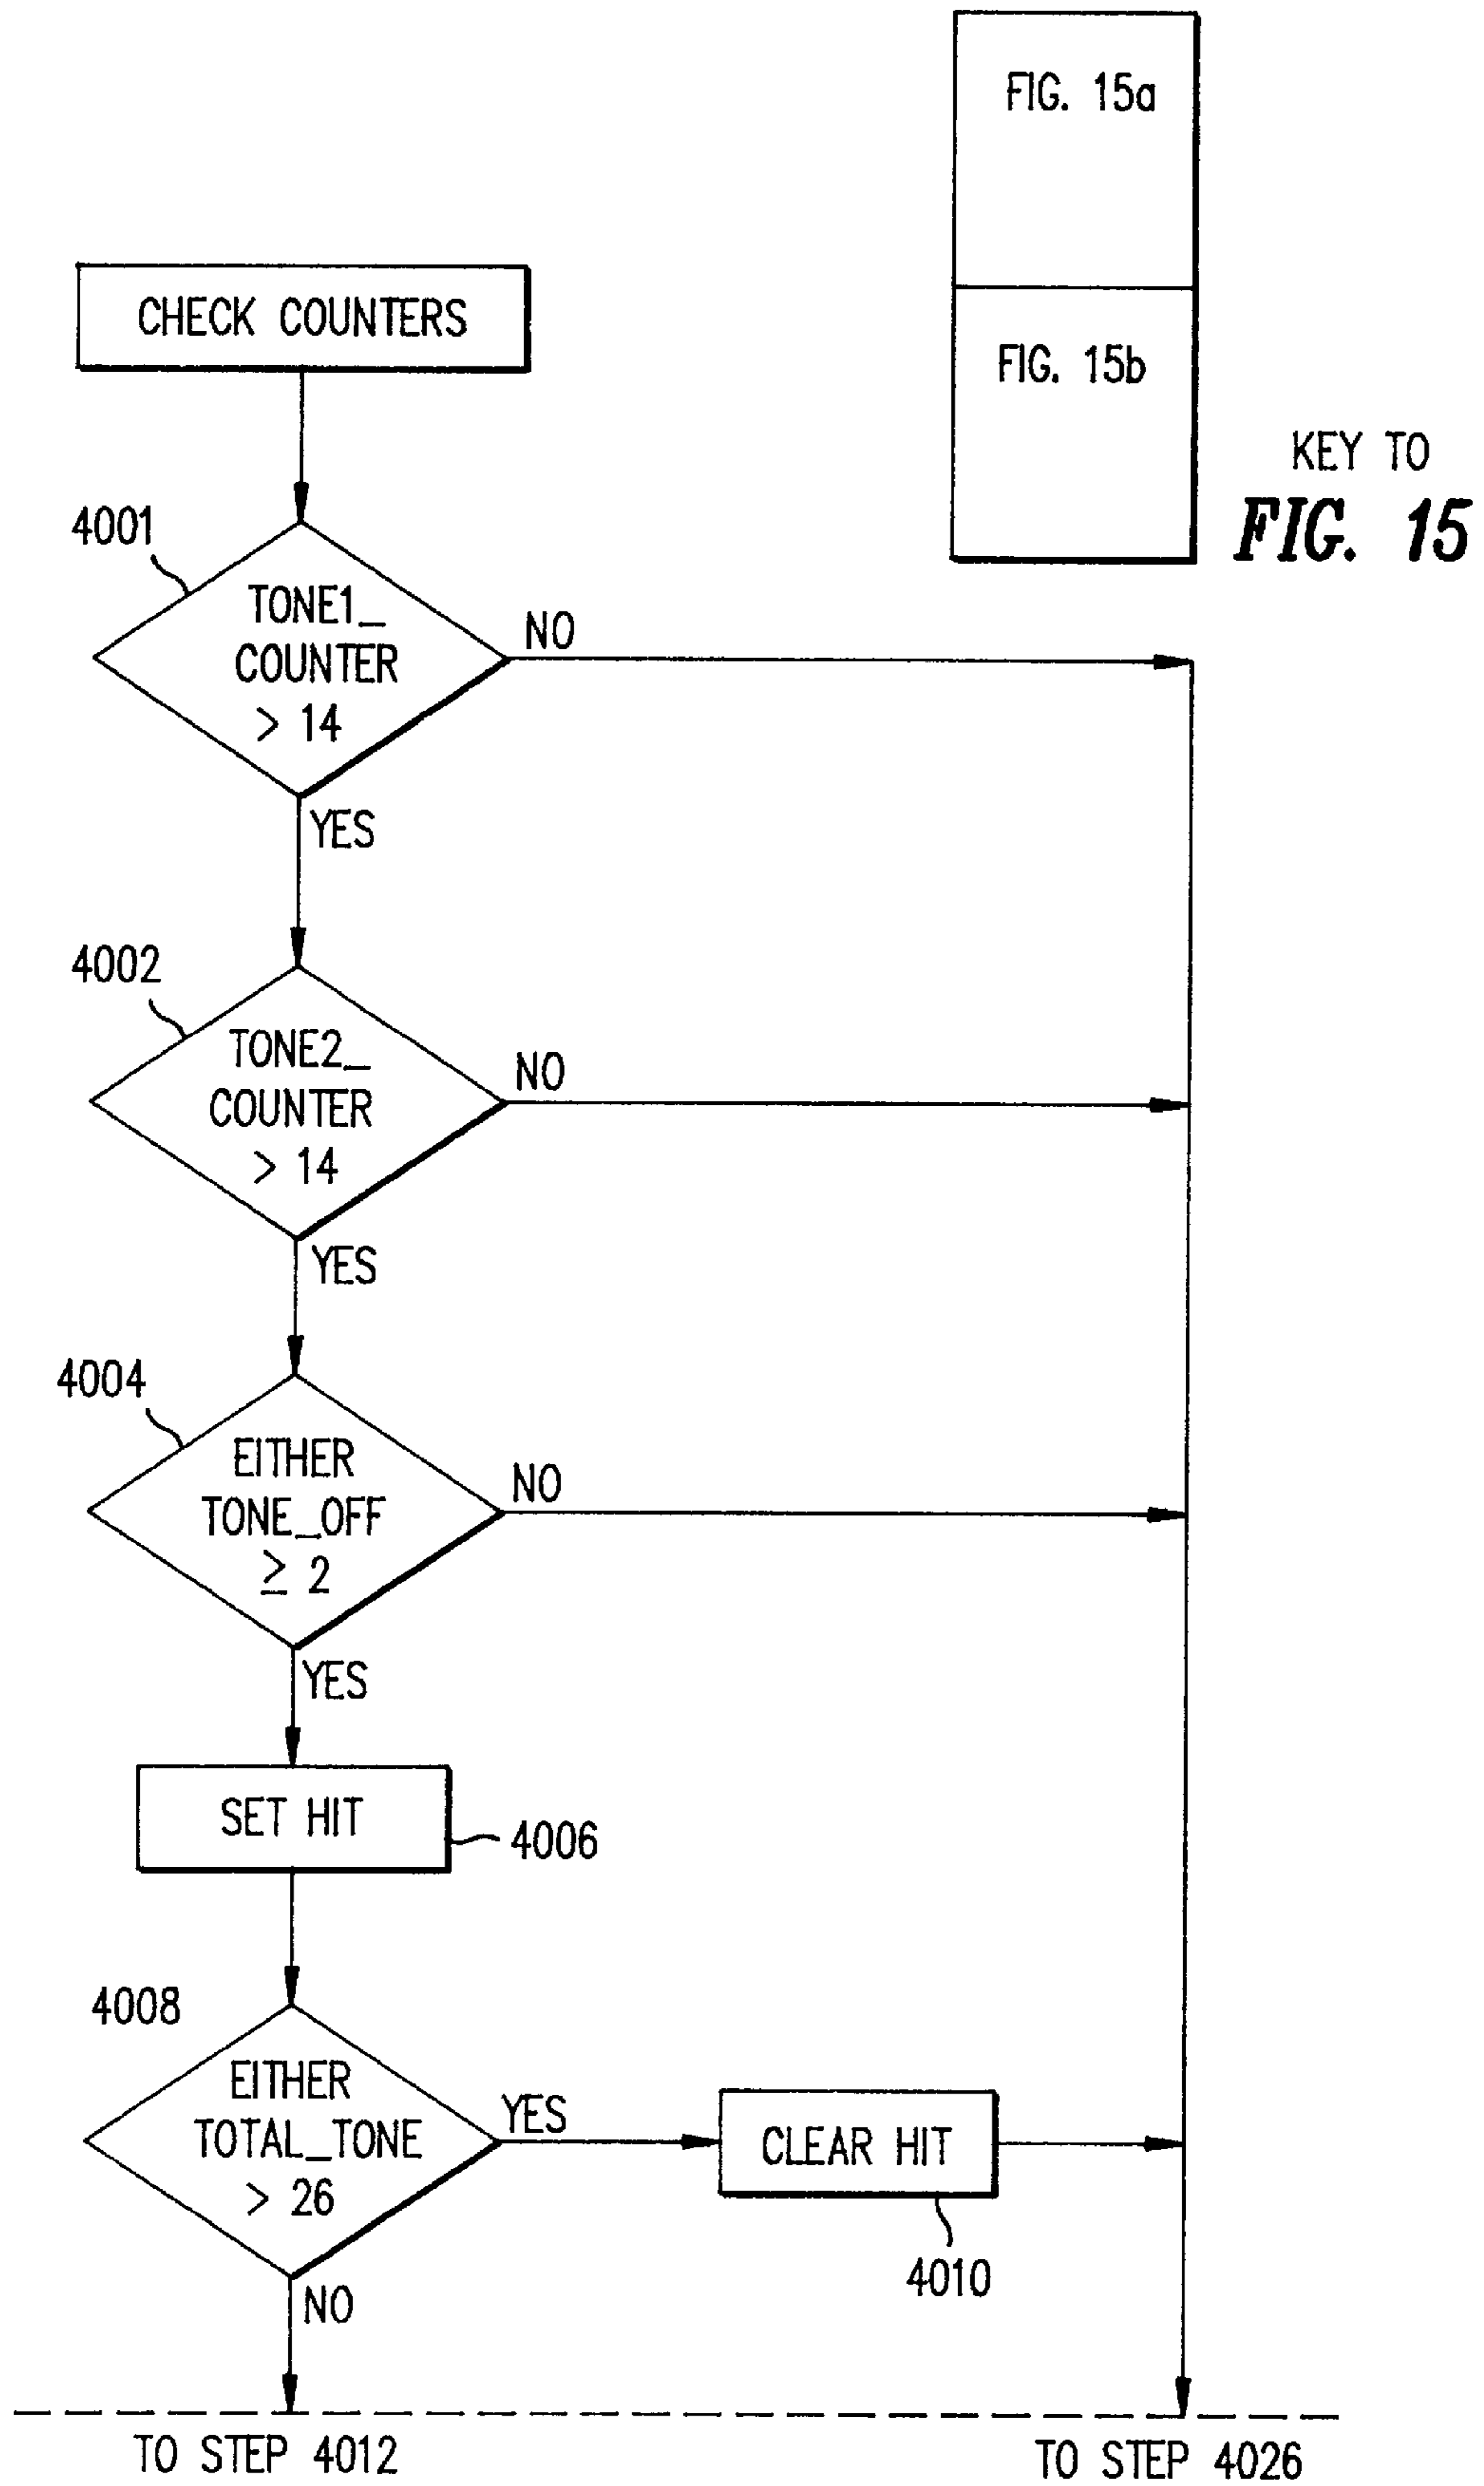 FIG. 15a
FIG. 15b
KEY TO
FIG. 15
CHECK COUNTERS
4001
TONE1_
COUNTER
> 14
NO
YES
4002
TONE2_
COUNTER
> 14
NO
YES
4004
EITHER
TONE_OFF
≥ 2
NO
YES
SET HIT
4006
4008
EITHER
TOTAL_TONE
> 26
YES
CLEAR HIT
4010
NO
TO STEP 4012
TO STEP 4026